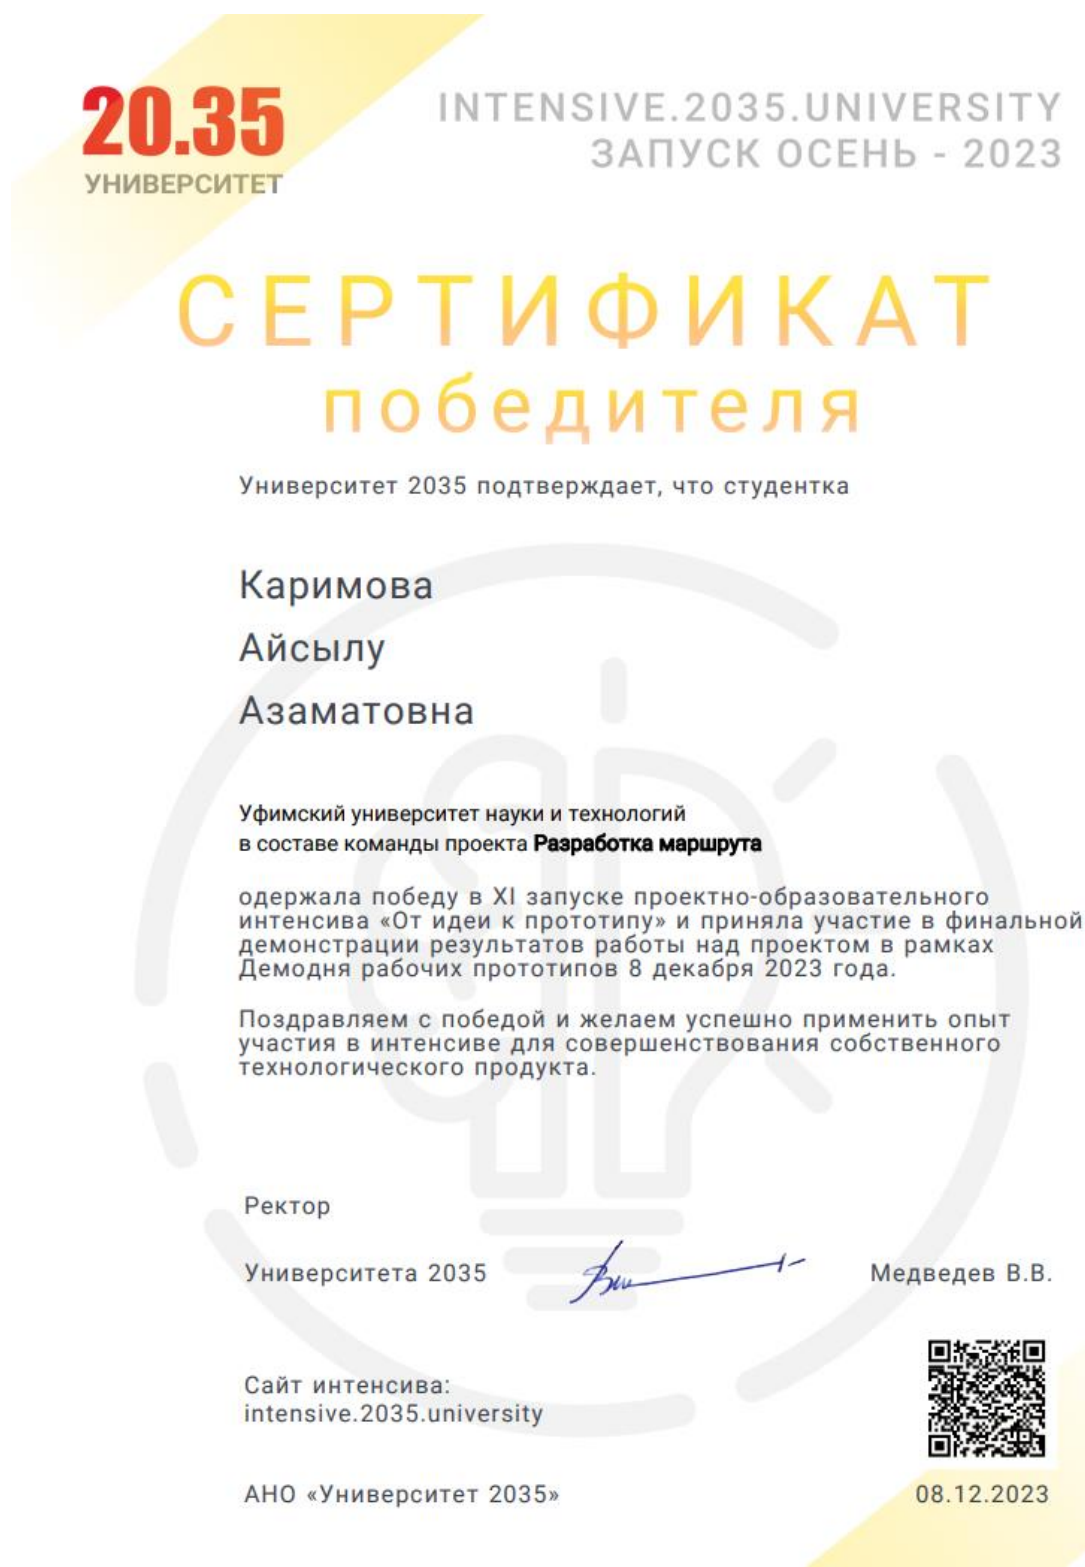 20.35
УНИВЕРСИТЕТ
INTENSIVE.2035.UNIVERSITY
ЗАПУСК ОСЕНЬ - 2023
СЕРТИФИКАТ
победителя
Университет 2035 подтверждает, что студентка
Каримова
Айсылу
Азаматовна
Уфимский университет науки и технологий
в составе команды проекта Разработка маршрута
одержала победу в XI запуске проектно-образовательного
интенсива «От идеи к прототипу» и приняла участие в финальной
демонстрации результатов работы над проектом в рамках
Демодня рабочих прототипов 8 декабря 2023 года.
Поздравляем с победой и желаем успешно применить опыт
участия в интенсиве для совершенствования собственного
технологического продукта.
Ректор
Университета 2035
Медведев В.В.
Сайт интенсива:
intensive.2035.university
АНО «Университет 2035»
08.12.2023